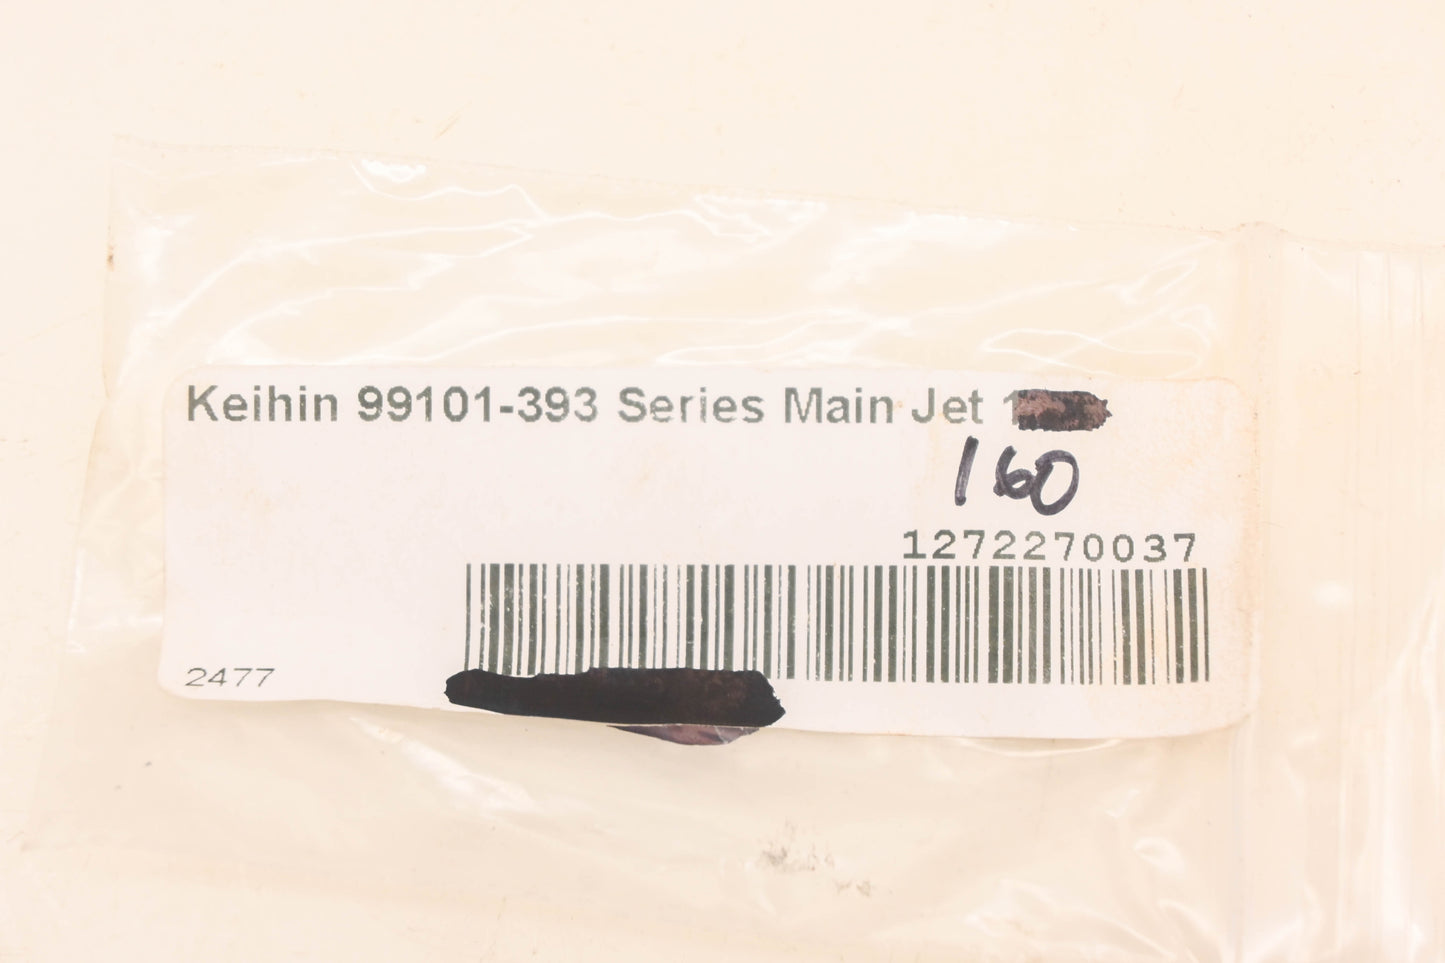 Keihin 99101-393 Series Main Jet
160
1272270037
2477